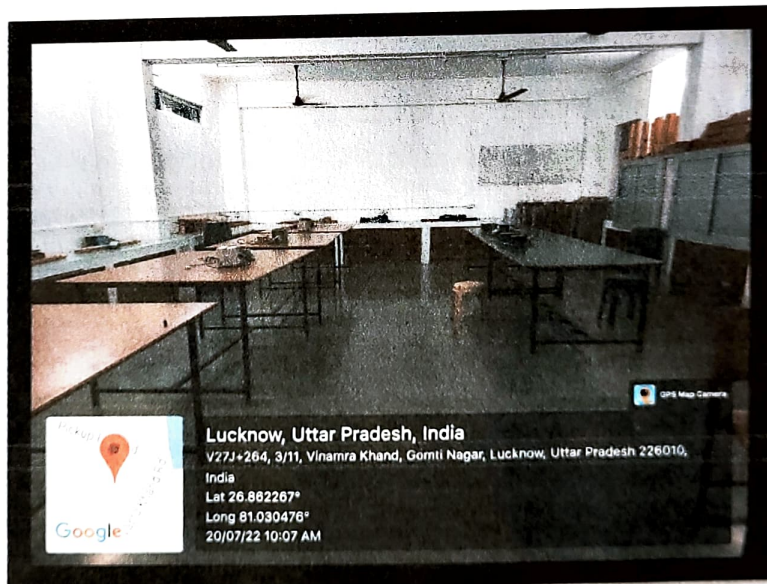 GPS Map Camera
Lucknow, Uttar Pradesh, India
V27J+264, 3/11, Vinamra Khand, Gomti Nagar, Lucknow, Uttar Pradesh 226010,
India
Lat 26.862267°
Long 81.030476°
20/07/22 10:07 AM
Google